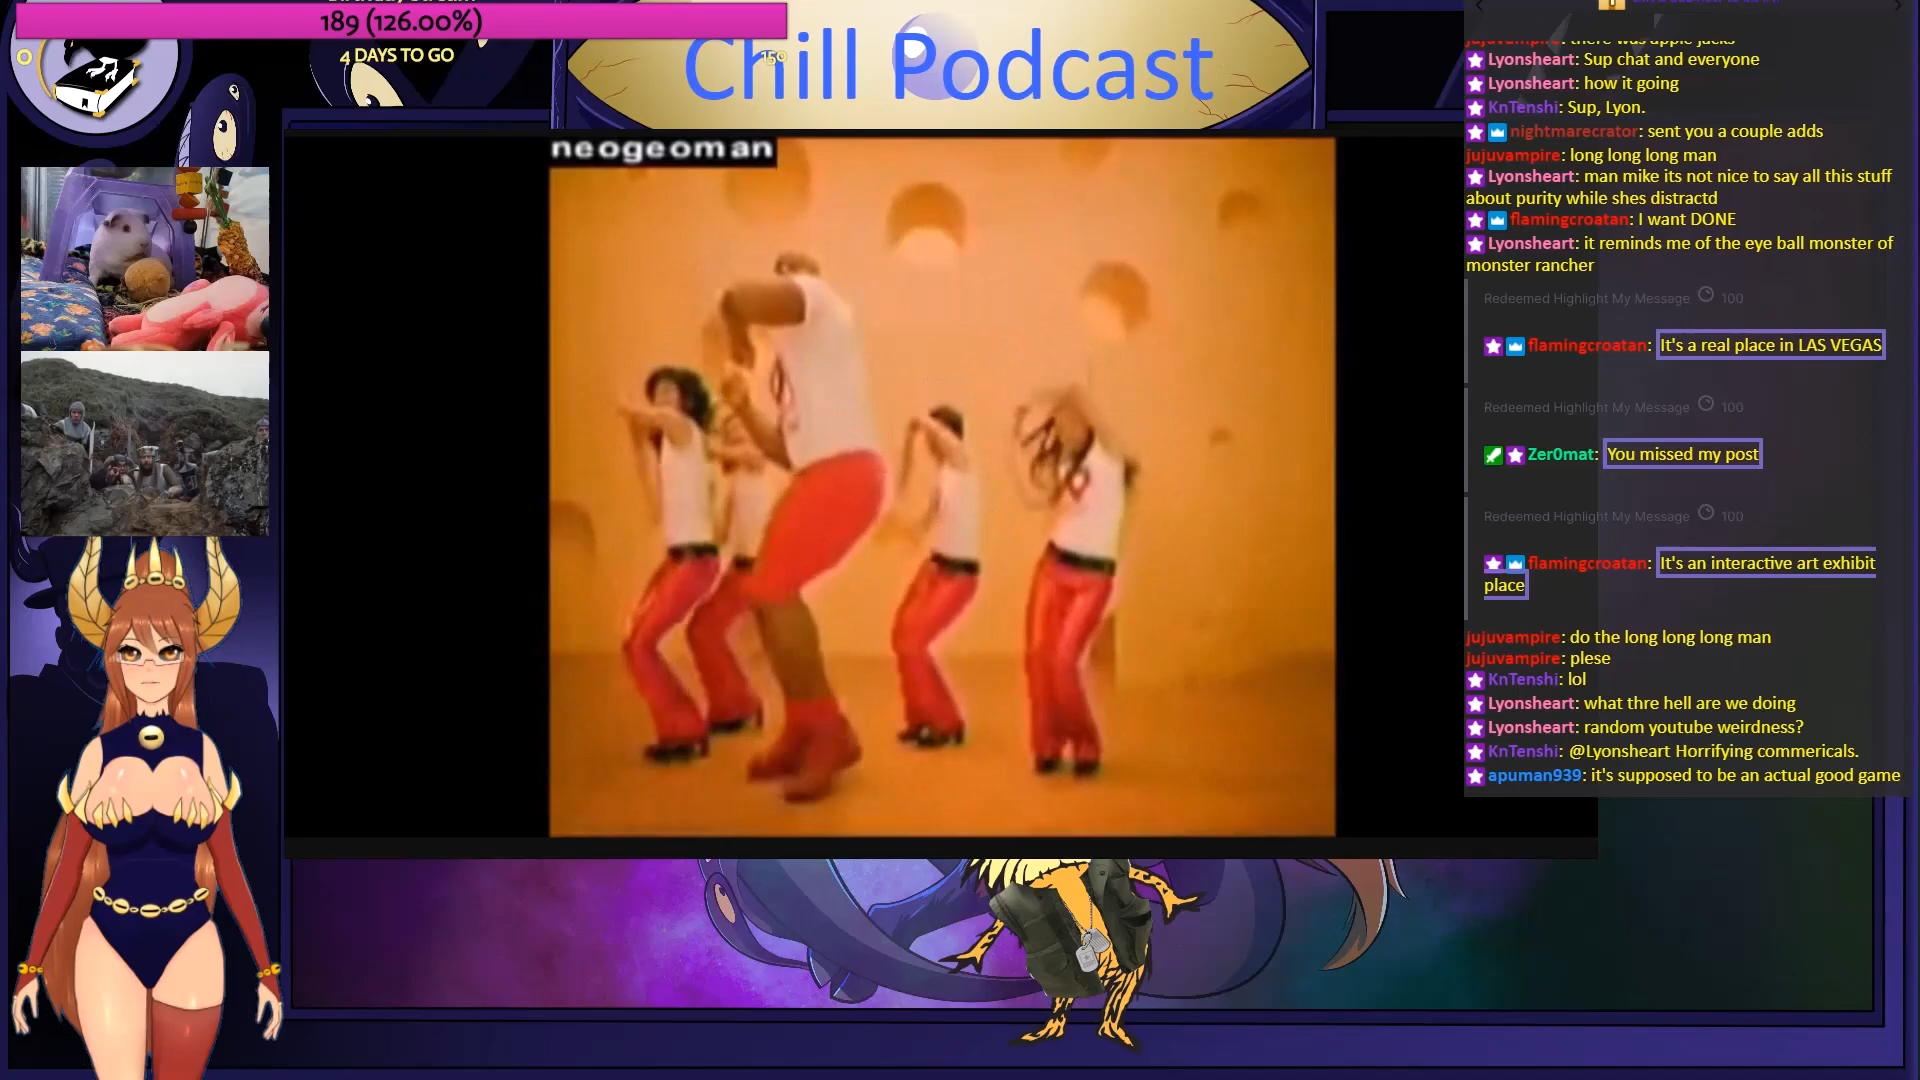 189 (126.00%)
4 DAYS TO GO
150
Chill Podcast
neogeoman
jujuvampire: there was apple jacks
Lyonsheart: Sup chat and everyone
Lyonsheart: how it going
KnTenshi: Sup, Lyon.
nightmarecrator: sent you a couple adds
jujuvampire: long long long man
Lyonsheart: man mike its not nice to say all this stuff
about purity while shes distractd
flamingcroatan: I want DONE
Lyonsheart: it reminds me of the eye ball monster of
monster rancher
Redeemed Highlight My Message 100
flamingcroatan: It's a real place in LAS VEGAS
Redeemed Highlight My Message 100
Zer0mat: You missed my post
Redeemed Highlight My Message 100
flamingcroatan: It's an interactive art exhibit
place
jujuvampire: do the long long long man
jujuvampire: plese
KnTenshi: lol
Lyonsheart: what thre hell are we doing
Lyonsheart: random youtube weirdness?
KnTenshi: @Lyonsheart Horrifying commericals.
apuman939: it's supposed to be an actual good game